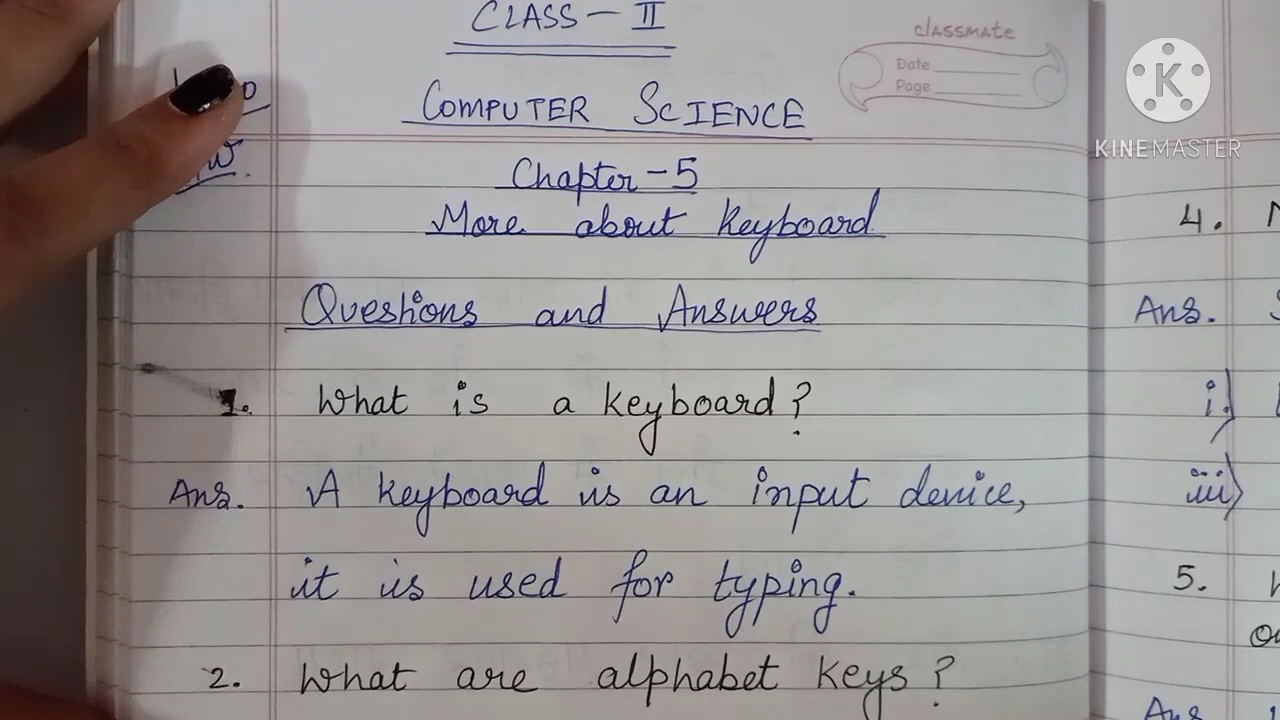 CLASS - II
classmate
Date
Page
COMPUTER SCIENCE
KINEMASTER
Chapter - 5
More about keyboard
Questions and Answers
1. What is a keyboard?
Ans. A keyboard is an input device,
it is used for typing.
2. What are alphabet keys?
4.
Ans.
i)
iii)
5.
Ans